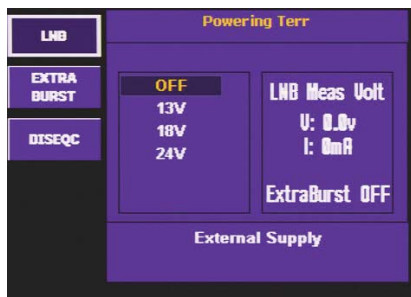 LNB
EXTRA
BURST
DISEQC
Powering Terr
OFF
13V
18V
24V
LNB Meas Volt
U: 0.0v
I: 0mA
ExtraBurst OFF
External Supply